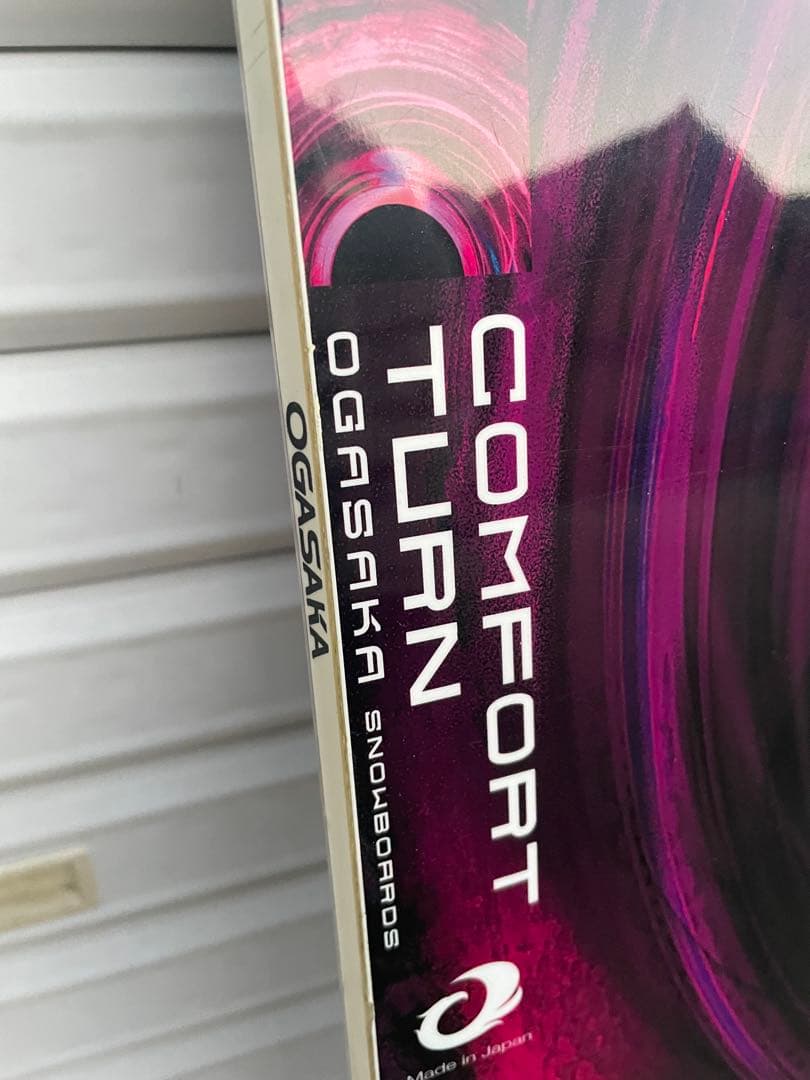 COMFORT
TURN
OGASAKA SNOWBOARDS
OGASAKA
Made in Japan